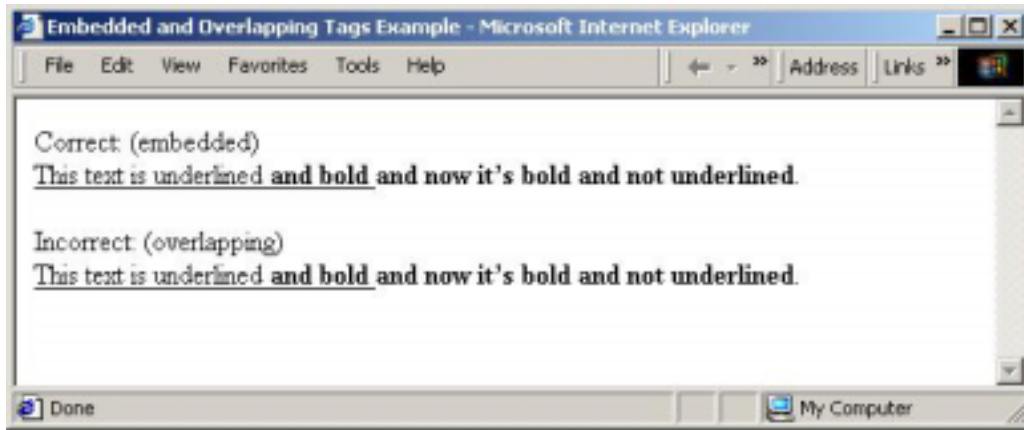 Embedded and Overlapping Tags Example - Microsoft Internet Explorer
File Edit View Favorites Tools Help » Address Links »
Correct: (embedded)
This text is underlined and bold and now it's bold and not underlined.
Incorrect: (overlapping)
This text is underlined and bold and now it's bold and not underlined.
Done My Computer